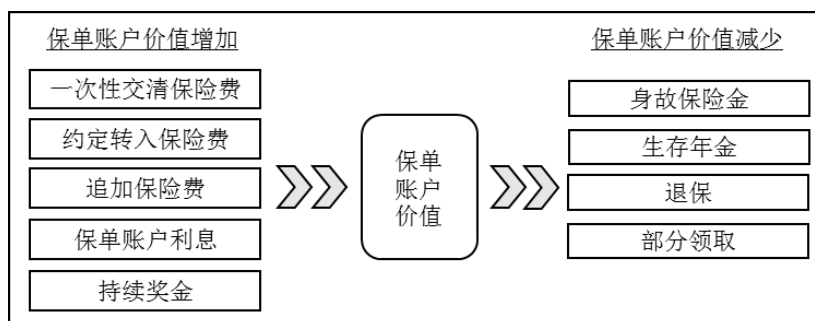 保单账户价值增加
一次性交清保险费
约定转入保险费
追加保险费
保单账户利息
持续奖金
保单
账户
价值
保单账户价值减少
身故保险金
生存年金
退保
部分领取